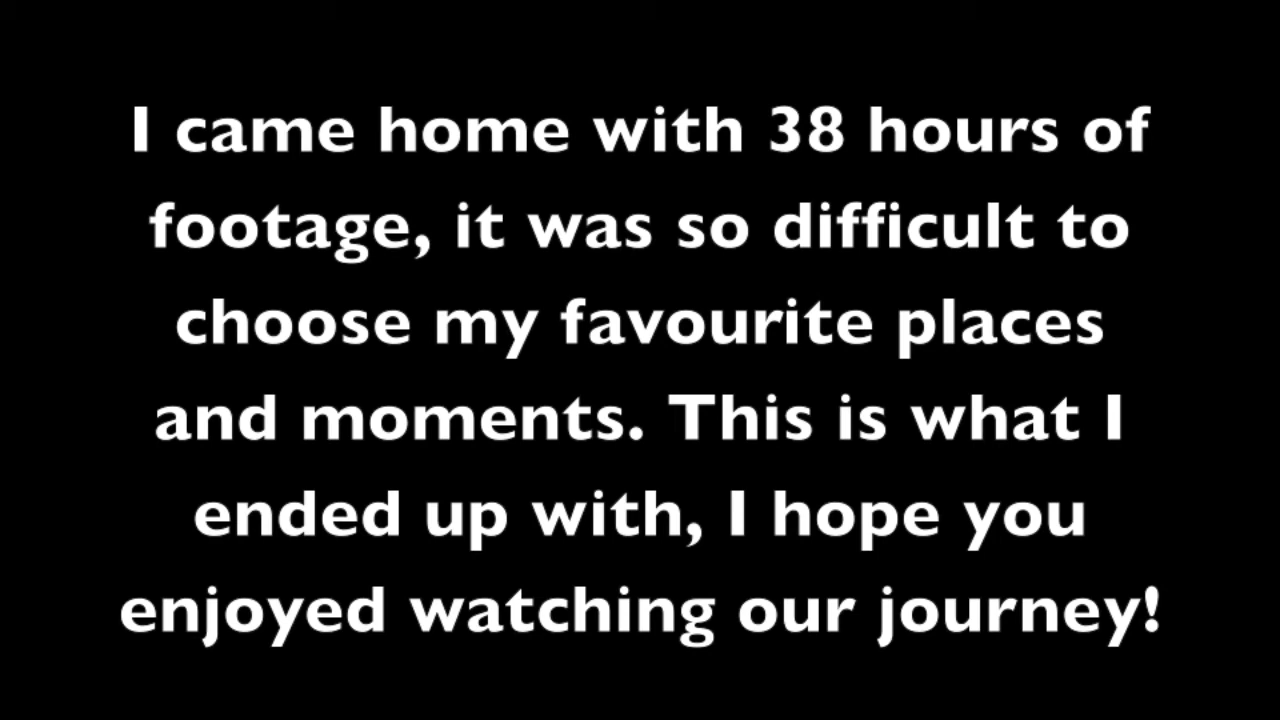 I came home with 38 hours of
footage, it was so difficult to
choose my favourite places
and moments. This is what I
ended up with, I hope you
enjoyed watching our journey!